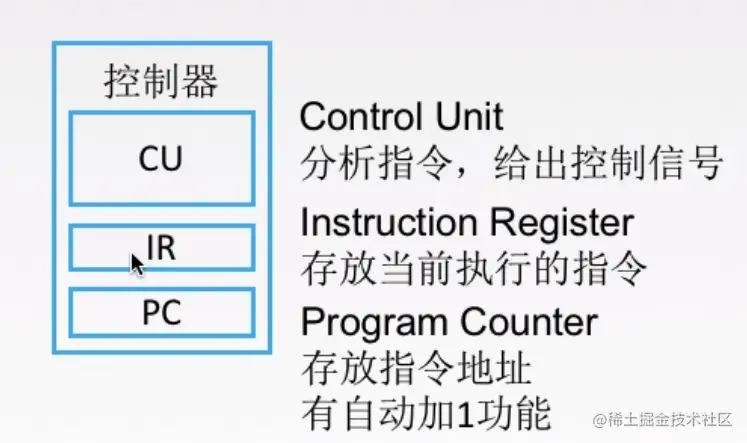 控制器
CU
Control Unit
分析指令，给出控制信号
IR
Instruction Register
存放当前执行的指令
PC
Program Counter
存放指令地址
有自动加1功能
@稀土掘金技术社区